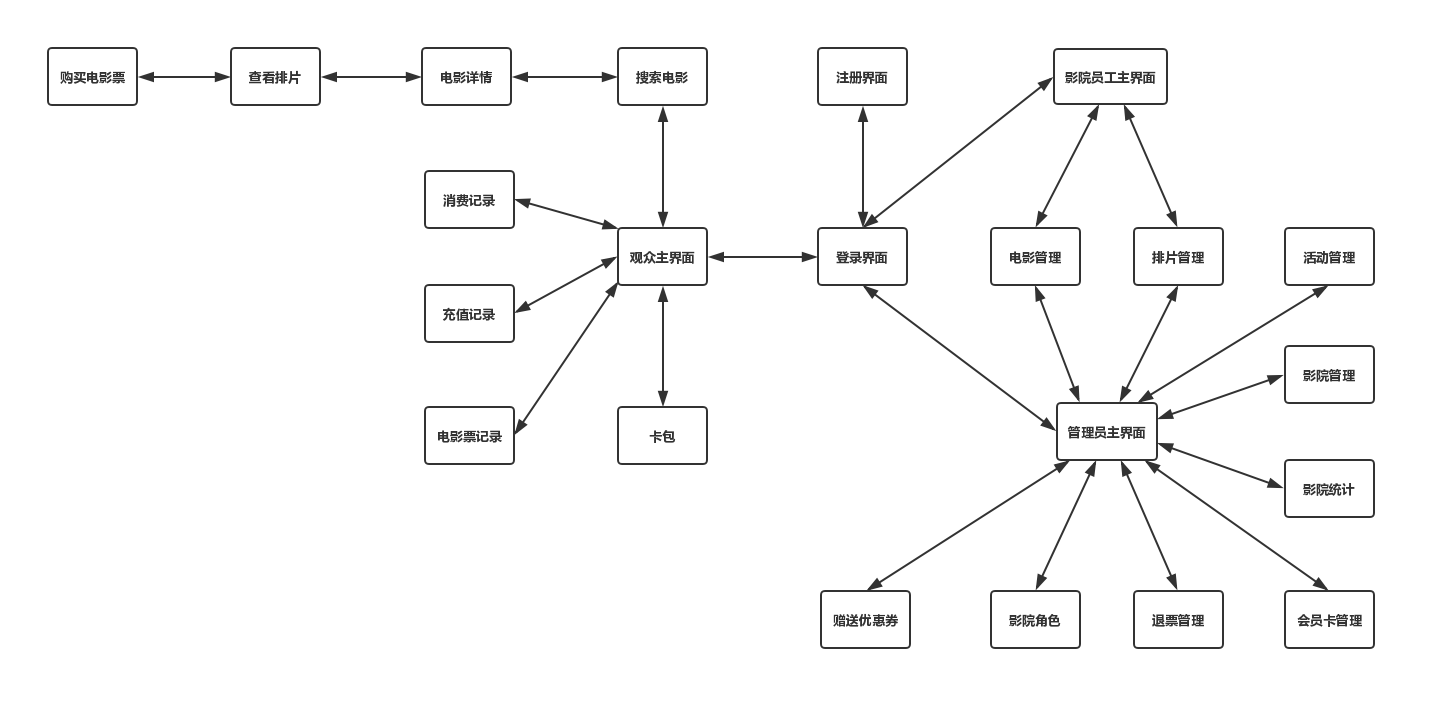 购买电影票
查看排片
电影详情
搜索电影
注册界面
影院员工主界面
消费记录
观众主界面
登录界面
电影管理
排片管理
活动管理
充值记录
影院管理
电影票记录
卡包
管理员主界面
影院统计
赠送优惠券
影院角色
退票管理
会员卡管理